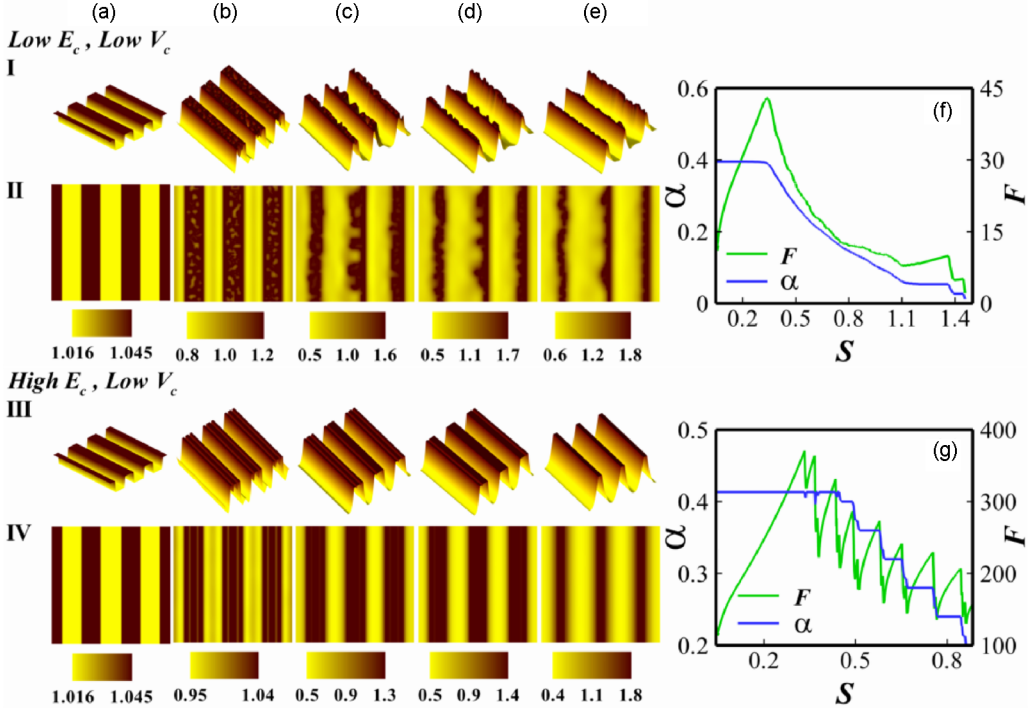 (a) (b) (c) (d) (e)
Low E_c , Low V_c
I
II
1.016 1.045
0.8 1.0 1.2
0.5 1.0 1.6
0.5 1.1 1.7
0.6 1.2 1.8
(f)
α
0.6
0.4
0.2
0
F
45
30
15
0
F
α
0.2 0.5 0.8 1.1 1.4
S
High E_c , Low V_c
III
IV
1.016 1.045
0.95 1.04
0.5 0.9 1.3
0.5 0.9 1.4
0.4 1.1 1.8
(g)
α
0.5
0.4
0.3
0.2
F
400
300
200
100
F
α
0.2 0.5 0.8
S